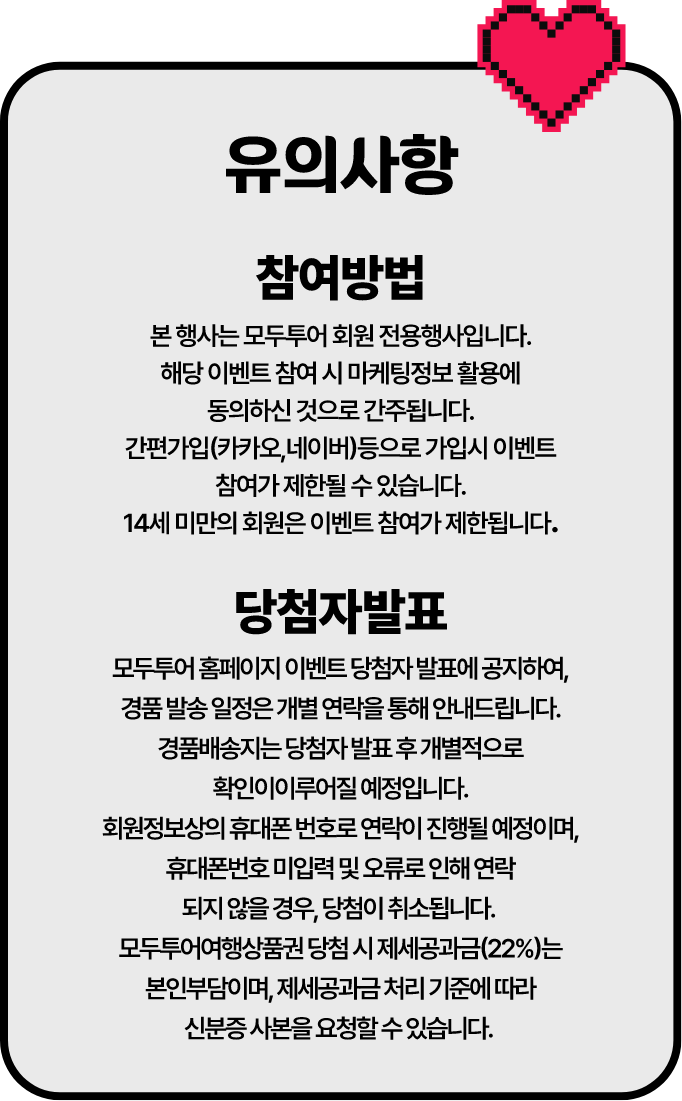 유의사항
참여방법
본 행사는 모두투어 회원 전용행사입니다.
해당 이벤트 참여 시 마케팅정보 활용에
동의하신 것으로 간주됩니다.
간편가입(카카오,네이버)등으로 가입시 이벤트
참여가 제한될 수 있습니다.
14세 미만의 회원은 이벤트 참여가 제한됩니다.
당첨자발표
모두투어 홈페이지 이벤트 당첨자 발표에 공지하여,
경품 발송 일정은 개별 연락을 통해 안내드립니다.
경품배송지는 당첨자 발표 후 개별적으로
확인이이루어질 예정입니다.
회원정보상의 휴대폰 번호로 연락이 진행될 예정이며,
휴대폰번호 미입력 및 오류로 인해 연락
되지 않을 경우, 당첨이 취소됩니다.
모두투어여행상품권 당첨 시 제세공과금(22%)는
본인부담이며, 제세공과금 처리 기준에 따라
신분증 사본을 요청할 수 있습니다.